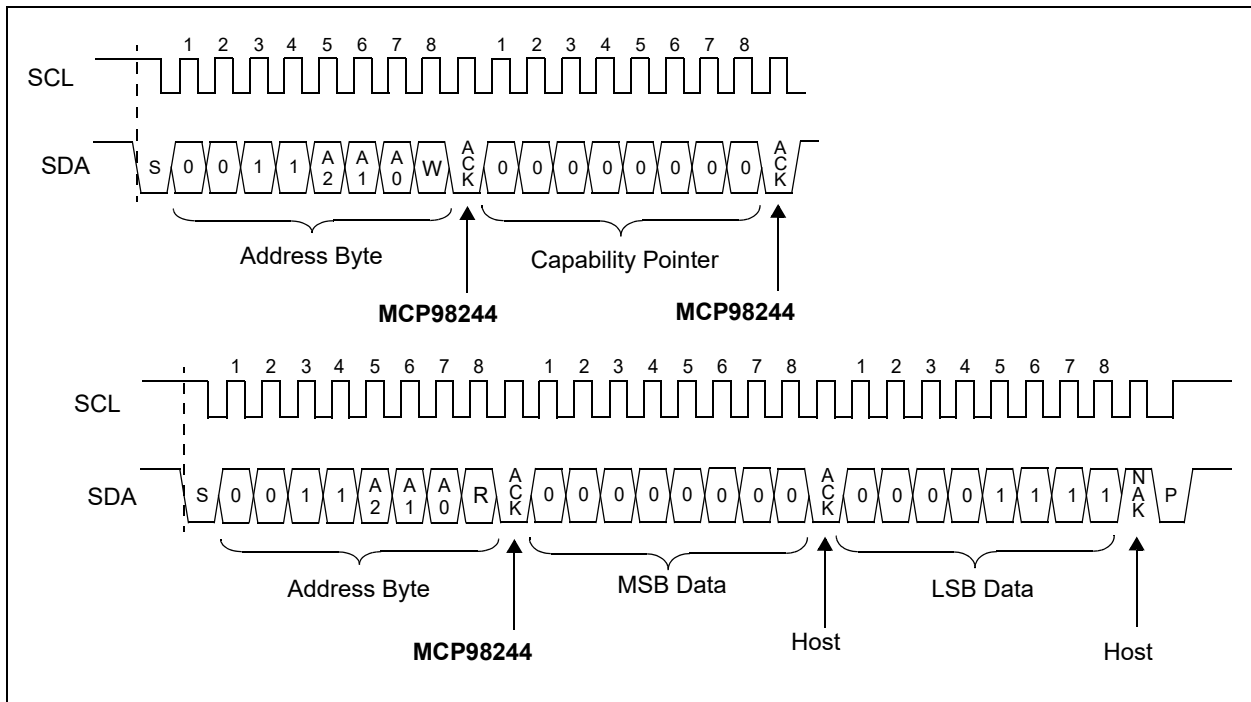 1 2 3 4 5 6 7 8 1 2 3 4 5 6 7 8
SCL
SDA S 0 0 1 1 A2 A1 A0 W ACK 0 0 0 0 0 0 0 0 ACK
Address Byte Capability Pointer
MCP98244 MCP98244
1 2 3 4 5 6 7 8 1 2 3 4 5 6 7 8 1 2 3 4 5 6 7 8
SCL
SDA S 0 0 1 1 A2 A1 A0 R ACK 0 0 0 0 0 0 0 0 ACK 0 0 0 0 1 1 1 1 NAK P
Address Byte MSB Data LSB Data
MCP98244 Host Host